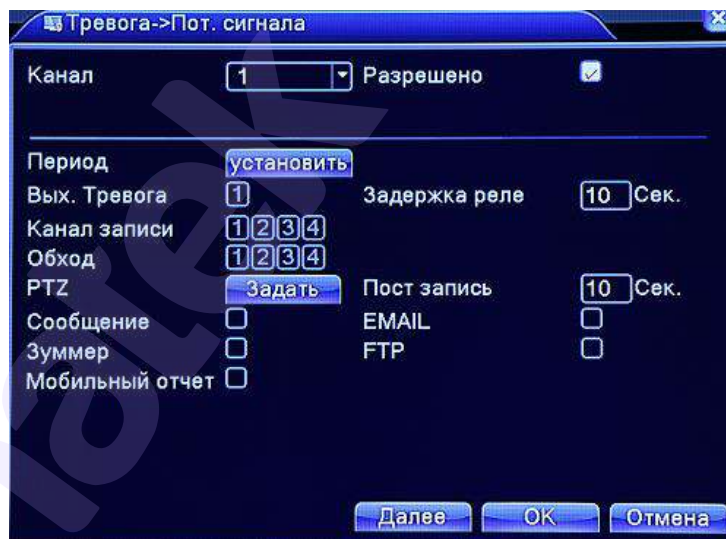 Тревога->Пот. сигнала
Канал 1 Разрешено
Период установить
Вых. Тревога 1 Задержка реле 10 Сек.
Канал записи 1 2 3 4
Обход 1 2 3 4
PTZ Задать Пост запись 10 Сек.
Сообщение EMAIL
Зуммер FTP
Мобильный отчет
Далее OK Отмена